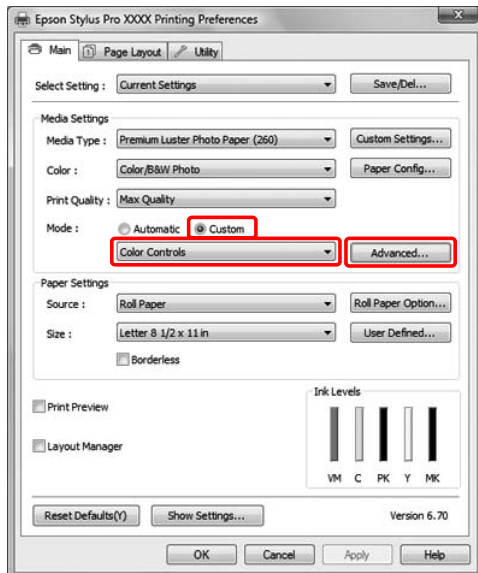 Epson Stylus Pro XXXX Printing Preferences
Main Page Layout Utility
Select Setting : Current Settings Save/Del...
Media Settings
Media Type : Premium Luster Photo Paper (260) Custom Settings...
Color : Color/B&W Photo Paper Config...
Print Quality : Max Quality
Mode : Automatic Custom
Color Controls Advanced...
Paper Settings
Source : Roll Paper Roll Paper Option...
Size : Letter 8 1/2 x 11 in User Defined...
Borderless
Ink Levels
Print Preview
Layout Manager
VM C PK Y MK
Reset Defaults(Y) Show Settings... Version 6.70
OK Cancel Apply Help